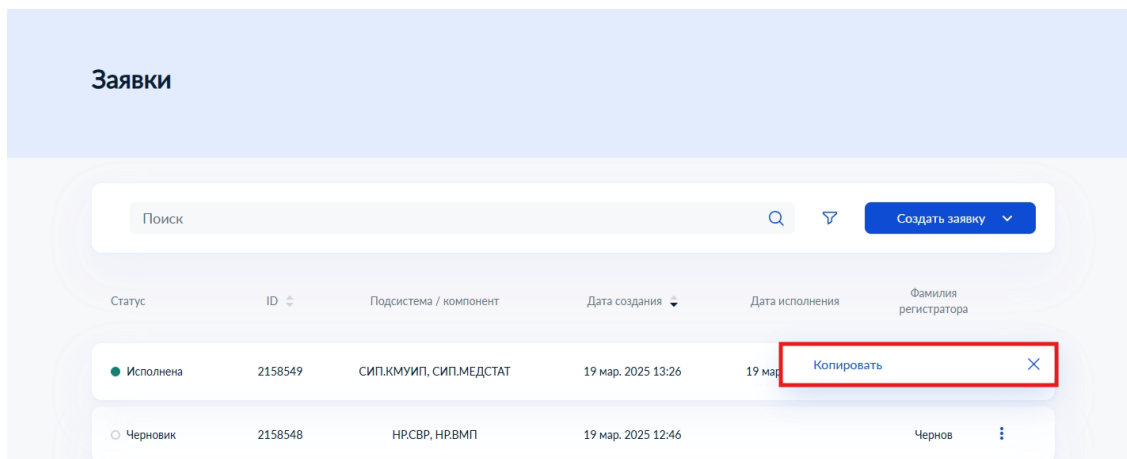 Заявки
Поиск
Создать заявку
Статус ID Подсистема / компонент Дата создания Дата исполнения Фамилия
регистратора
Исполнена 2158549 СИП.КМУИП, СИП.МЕДСТАТ 19 мар. 2025 13:26 19 мар Копировать
Черновик 2158548 НР.СВР, НР.ВМП 19 мар. 2025 12:46 Чернов